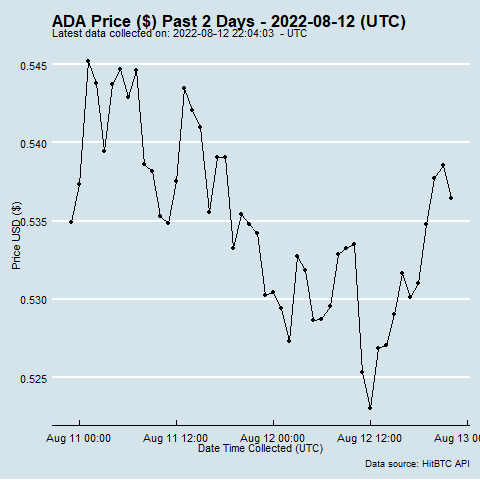 ADA Price ($) Past 2 Days - 2022-08-12 (UTC)
Latest data collected on: 2022-08-12 22:04:03  - UTC
0.545
0.540
0.535
0.530
0.525
Price USD ($)
Aug 11 00:00
Aug 11 12:00
Aug 12 00:00
Aug 12 12:00
Aug 13 00
Date Time Collected (UTC)
Data source: HitBTC API